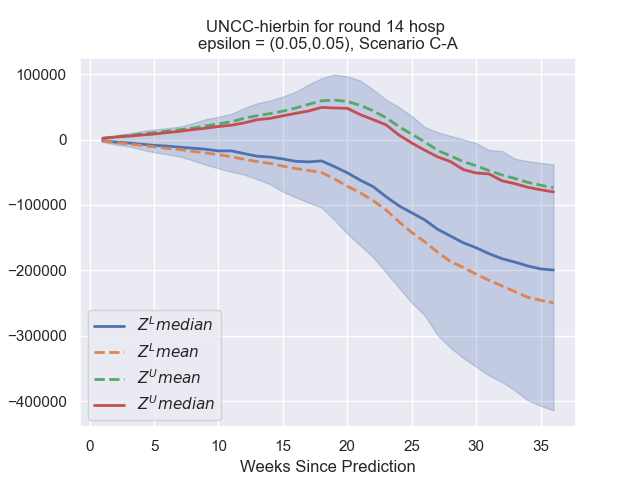 UNCC-hierbin for round 14 hosp
epsilon = (0.05,0.05), Scenario C-A
100000
0
−100000
−200000
−300000
−400000
Z^L median
Z^L mean
Z^U mean
Z^U median
0 5 10 15 20 25 30 35
Weeks Since Prediction